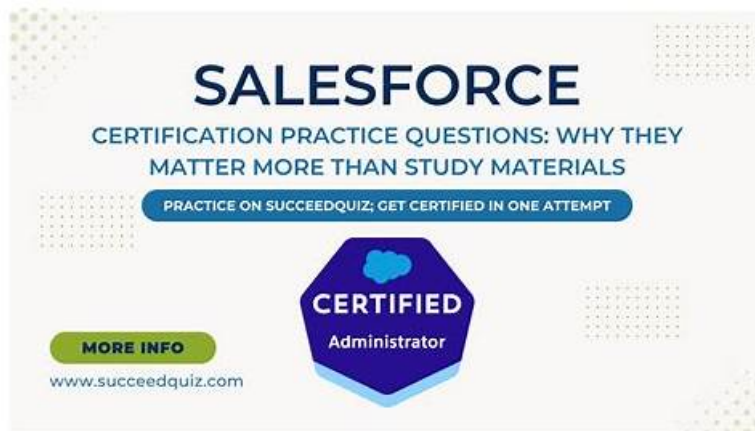 SALESFORCE
CERTIFICATION PRACTICE QUESTIONS: WHY THEY
MATTER MORE THAN STUDY MATERIALS
PRACTICE ON SUCCEEDQUIZ; GET CERTIFIED IN ONE ATTEMPT
CERTIFIED
Administrator
MORE INFO
www.succeedquiz.com